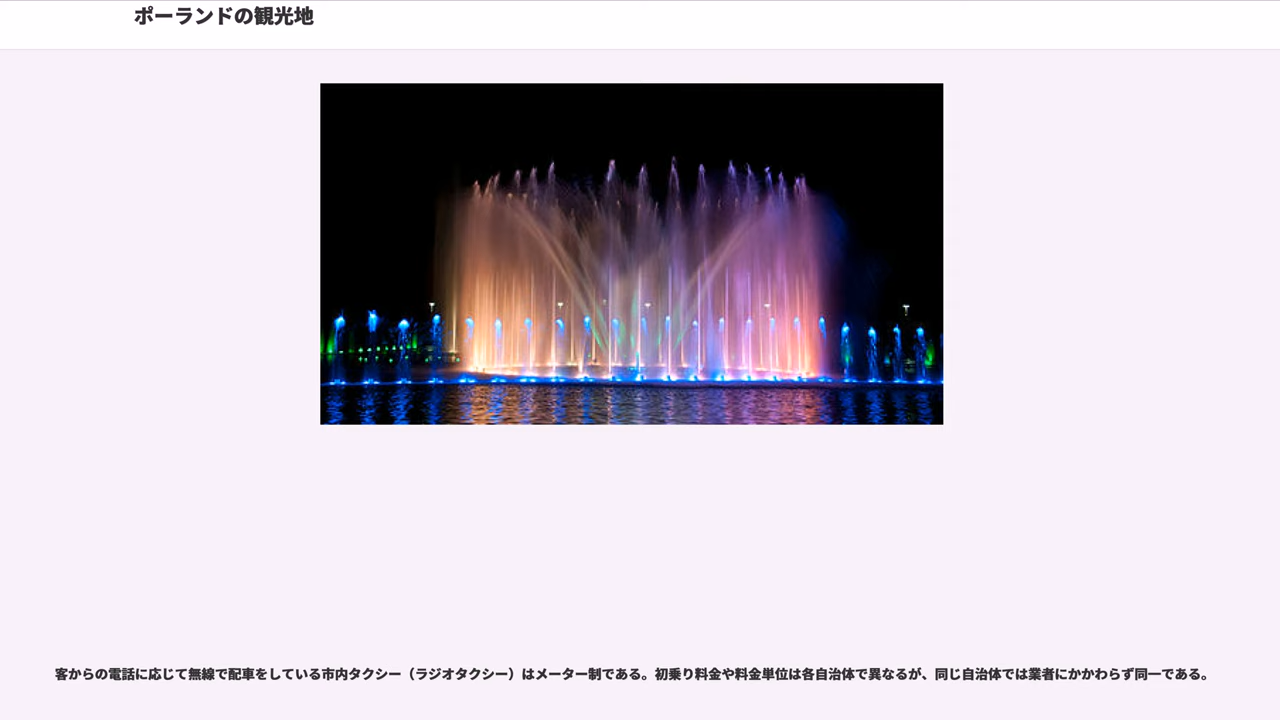 ポーランドの観光地
客からの電話に応じて無線で配車をしている市内タクシー（ラジオタクシー）はメーター制である。初乗り料金や料金単位は各自治体で異なるが、同じ自治体では業者にかかわらず同一である。